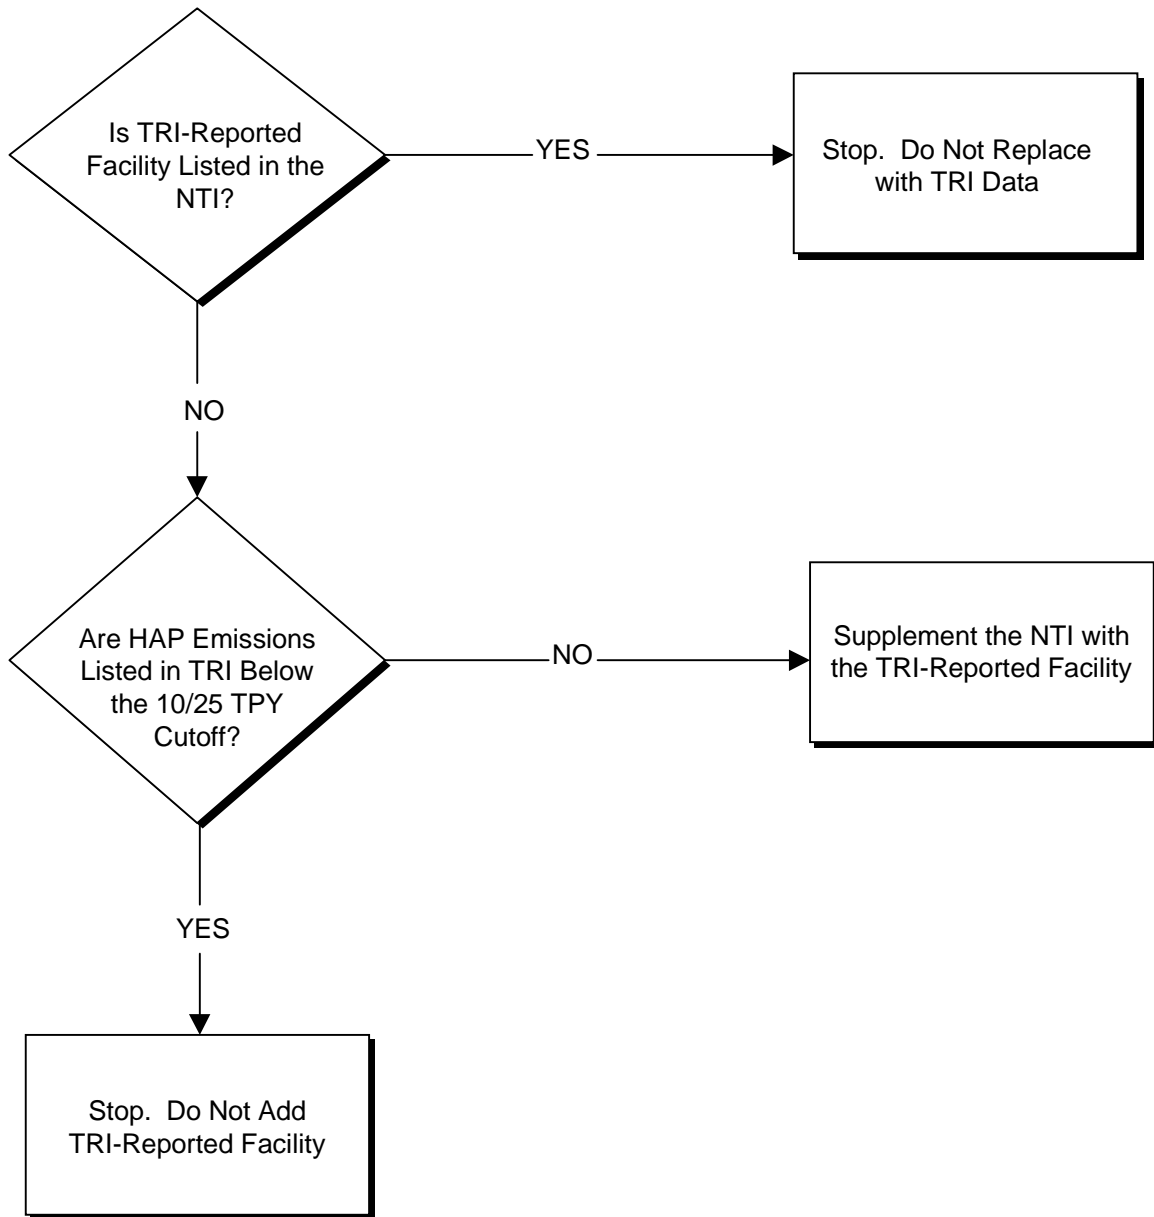 Is TRI-Reported
Facility Listed in the
NTI?
YES
Stop.  Do Not Replace
with TRI Data
NO
Are HAP Emissions
Listed in TRI Below
the 10/25 TPY
Cutoff?
NO
Supplement the NTI with
the TRI-Reported Facility
YES
Stop.  Do Not Add
TRI-Reported Facility